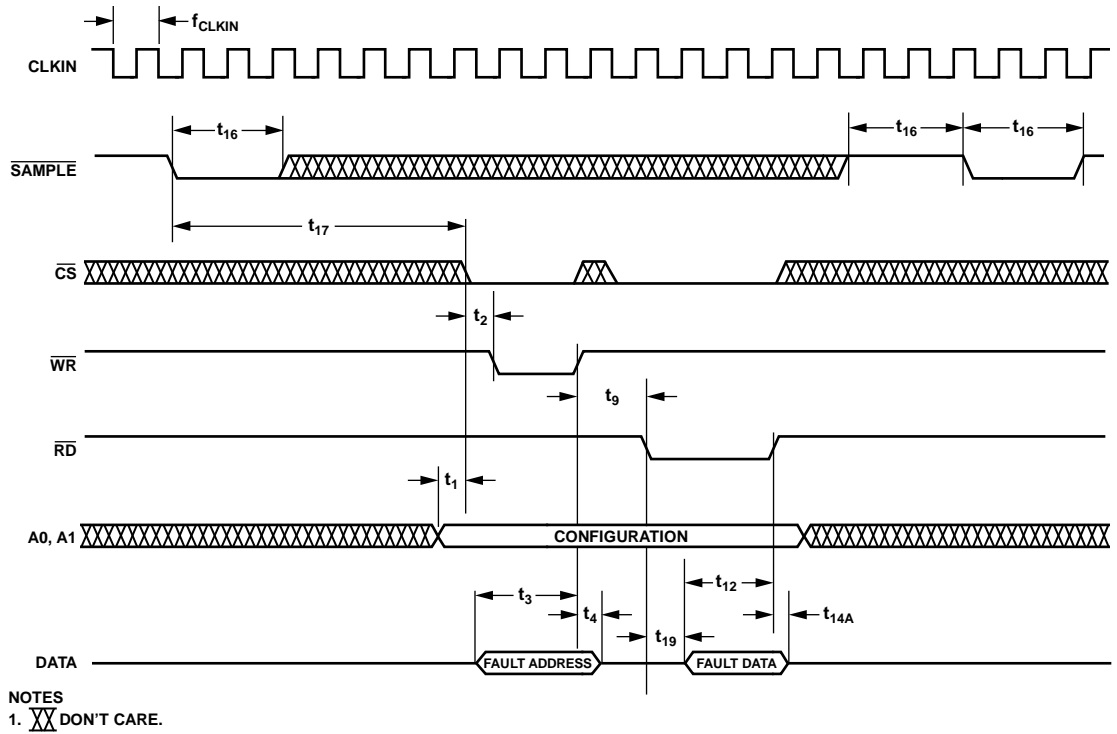 fCLKIN
CLKIN
t16
t16
t16
SAMPLE
t17
CS
t2
WR
t9
RD
t1
A0, A1
CONFIGURATION
t3
t4
t12
t19
t14A
DATA
FAULT ADDRESS
FAULT DATA
NOTES
1. DON'T CARE.